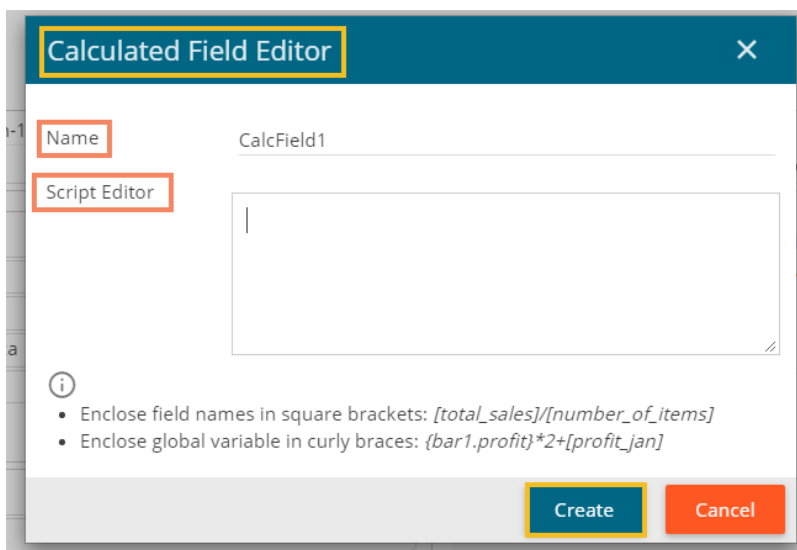 Calculated Field Editor
Name
CalcField1
Script Editor
• Enclose field names in square brackets: [total_sales]/[number_of_items]
• Enclose global variable in curly braces: {bar1.profit}*2+[profit_jan]
Create
Cancel